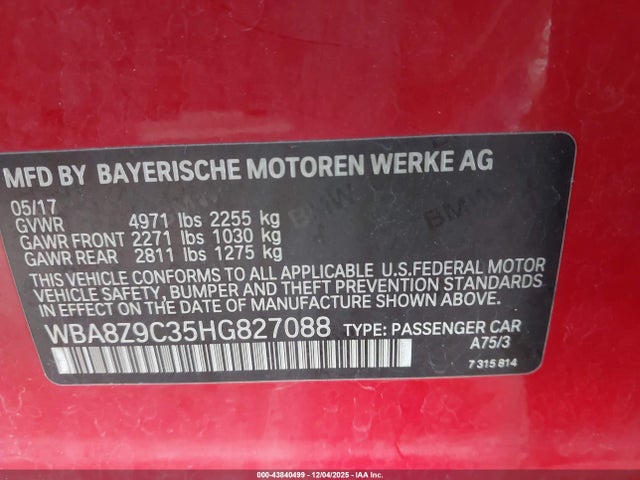 MFD BY BAYERISCHE MOTOREN WERKE AG
05/17
GVWR 4971 lbs 2255 kg
GAWR FRONT 2271 lbs 1030 kg
GAWR REAR 2811 lbs 1275 kg
THIS VEHICLE CONFORMS TO ALL APPLICABLE U.S.FEDERAL MOTOR
VEHICLE SAFETY, BUMPER AND THEFT PREVENTION STANDARDS IN
EFFECT ON THE DATE OF MANUFACTURE SHOWN ABOVE.
WBA8Z9C35HG827088 TYPE: PASSENGER CAR
A75/3
7 315 814
000-43840499 - 12/04/2025 - IAA Inc.